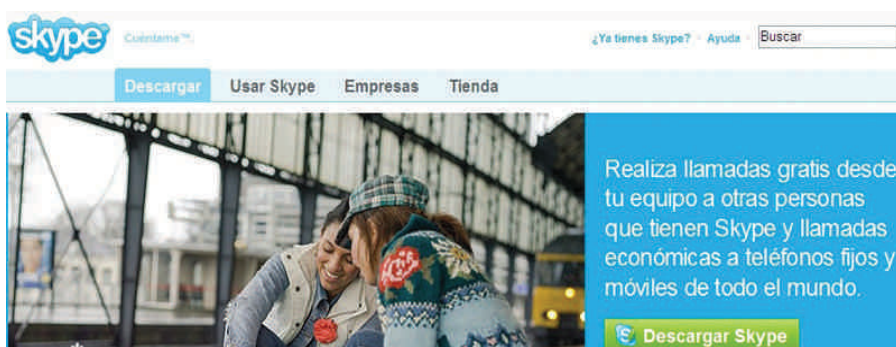 skype Cuéntame™. ¿Ya tienes Skype? Ayuda Buscar
Descargar Usar Skype Empresas Tienda
Realiza llamadas gratis desde
tu equipo a otras personas
que tienen Skype y llamadas
económicas a teléfonos fijos y
móviles de todo el mundo.
Descargar Skype